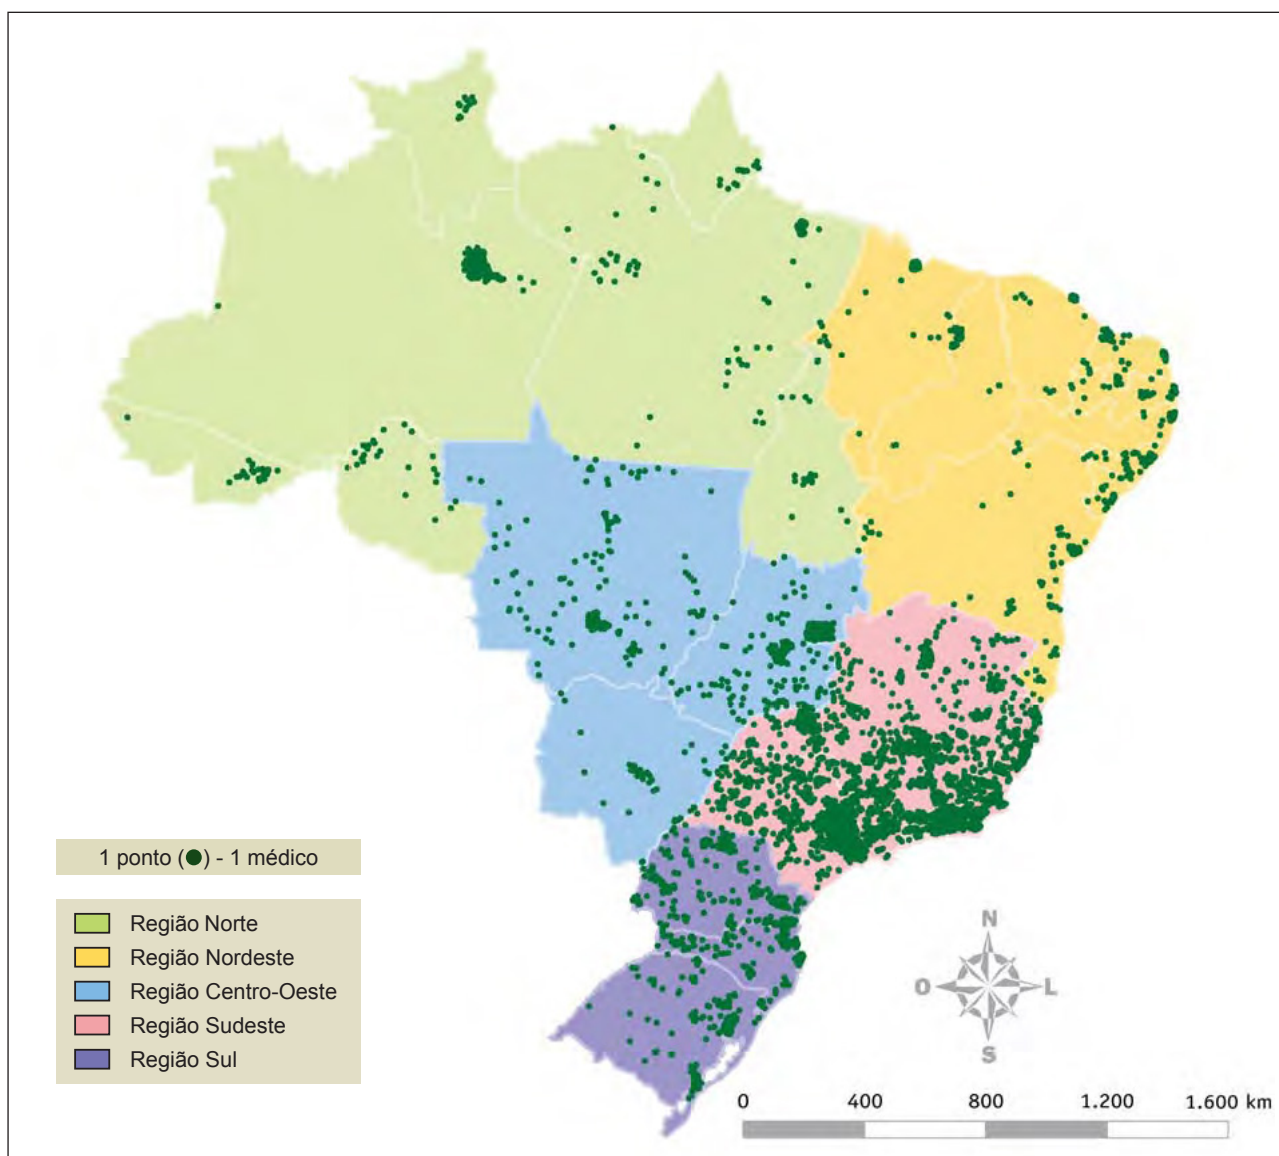 1 ponto (●) - 1 médico
Região Norte
Região Nordeste
Região Centro-Oeste
Região Sudeste
Região Sul
N
O L
S
0 400 800 1.200 1.600 km